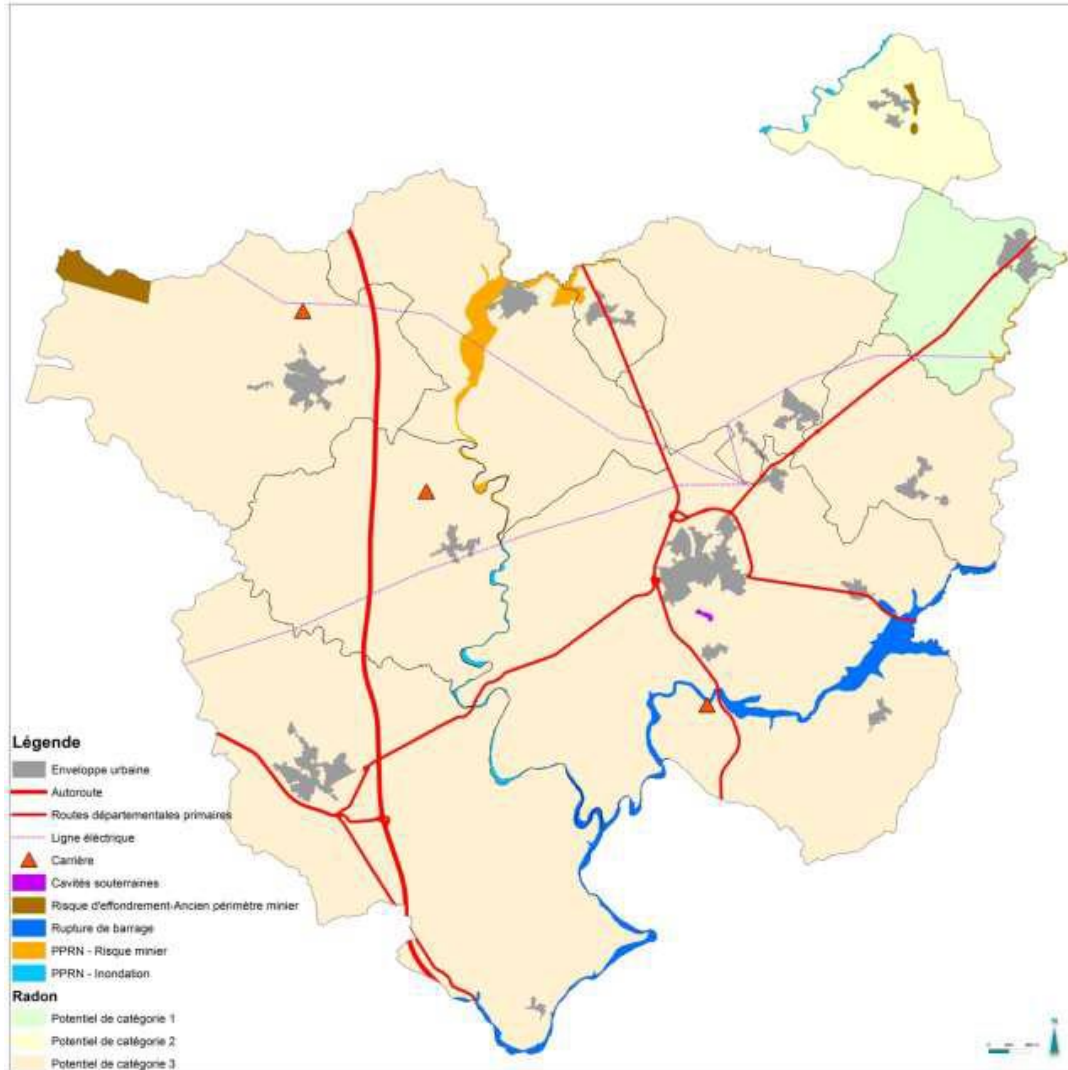 Légende
Enveloppe urbaine
Autoroute
Routes départementales primaires
Ligne éléctrique
Carrière
Cavités souterraines
Risque d'effondrement-Ancien périmètre minier
Rupture de barrage
PPRN - Risque minier
PPRN - Inondation
Radon
Potentiel de catégorie 1
Potentiel de catégorie 2
Potentiel de catégorie 3